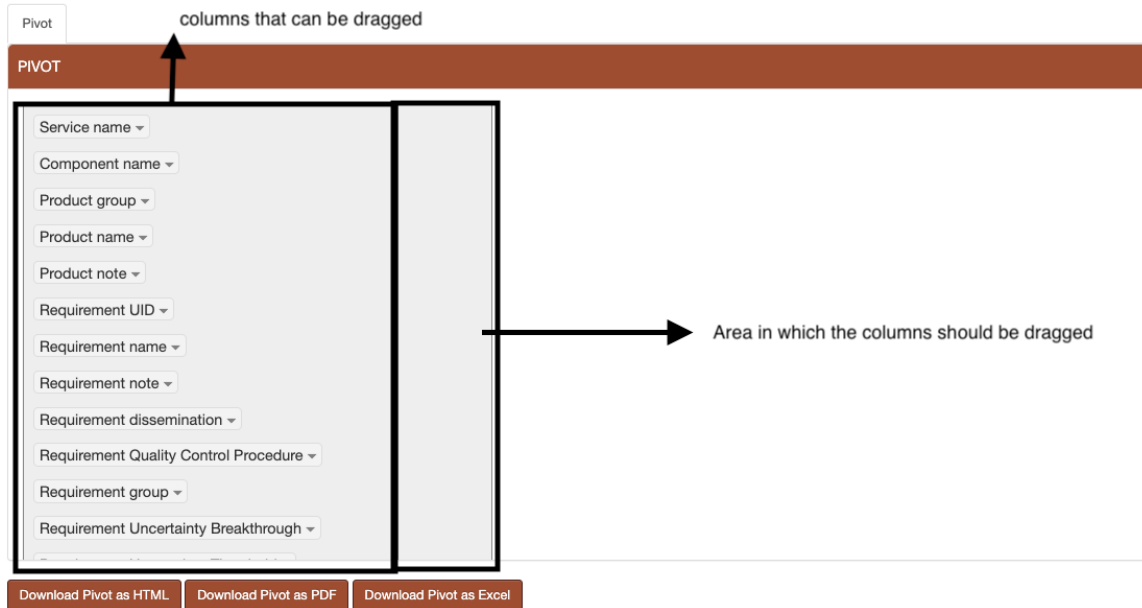 Pivot
columns that can be dragged
PIVOT
Service name
Component name
Product group
Product name
Product note
Requirement UID
Requirement name
Area in which the columns should be dragged
Requirement note
Requirement dissemination
Requirement Quality Control Procedure
Requirement group
Requirement Uncertainty Breakthrough
Download Pivot as HTML
Download Pivot as PDF
Download Pivot as Excel